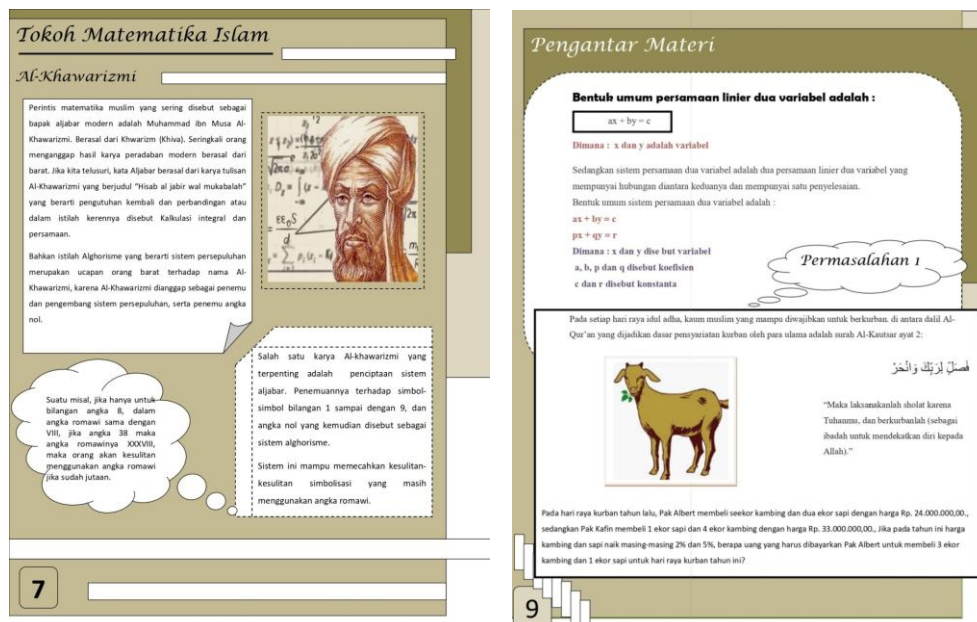 Tokoh Matematika Islam
Al-Khawarizmi
Perintis matematika muslim yang sering disebut sebagai
bapak aljabar modern adalah Muhammad ibn Musa Al-
Khawarizmi. Berasal dari Khwarizm (Khiva). Seringkali orang
menganggap hasil karya peradaban modern berasal dari
barat. Jika kita telusuri, kata Aljabar berasal dari karya tulisan
Al-Khawarizmi yang berjudul “Hisab al jabir wal mukabalah”
yang berarti pengutuhan kembali dan perbandingan atau
dalam istilah kerennya disebut Kalkulasi integral dan
persamaan.
Bahkan istilah Alghorisme yang berarti sistem persepuluhan
merupakan ucapan orang barat terhadap nama Al-
Khawarizmi, karena Al-Khawarizmi dianggap sebagai penemu
dan pengembang sistem persepuluhan, serta penemu angka
nol.
Salah satu karya Al-khawarizmi yang
terpenting adalah penciptaan sistem
aljabar. Penemuannya terhadap simbol-
simbol bilangan 1 sampai dengan 9, dan
angka nol yang kemudian disebut sebagai
sistem alghorisme.
Sistem ini mampu memecahkan kesulitan-
kesulitan simbolisasi yang masih
menggunakan angka romawi.
Suatu misal, jika hanya untuk
bilangan angka 8, dalam
angka romawi sama dengan
VIII, jika angka 38 maka
angka romawinya XXXVIII,
maka orang akan kesulitan
menggunakan angka romawi
jika sudah jutaan.
7
Pengantar Materi
Bentuk umum persamaan linier dua variabel adalah :
ax + by = c
Dimana : x dan y adalah variabel
Sedangkan sistem persamaan dua variabel adalah dua persamaan linier dua variabel yang
mempunyai hubungan diantara keduanya dan mempunyai satu penyelesaian.
Bentuk umum sistem persamaan dua variabel adalah :
ax + by = c
px + qy = r
Dimana : x dan y dise but variabel
a, b, p dan q disebut koefisien
c dan r disebut konstanta
Permasalahan 1
Pada setiap hari raya idul adha, kaum muslim yang mampu diwajibkan untuk berkurban. di antara dalil Al-
Qur’an yang dijadikan dasar pensyariatan kurban oleh para ulama adalah surah Al-Kautsar ayat 2:
فَصَلِّ لِرَبِّكَ وَانْحَرْ
“Maka laksanakanlah sholat karena
Tuhanmu, dan berkurbanlah (sebagai
ibadah untuk mendekatkan diri kepada
Allah).”
Pada hari raya kurban tahun lalu, Pak Albert membeli seekor kambing dan dua ekor sapi dengan harga Rp. 24.000.000,00.,
sedangkan Pak Kafin membeli 1 ekor sapi dan 4 ekor kambing dengan harga Rp. 33.000.000,00., Jika pada tahun ini harga
kambing dan sapi naik masing-masing 2% dan 5%, berapa uang yang harus dibayarkan Pak Albert untuk membeli 3 ekor
kambing dan 1 ekor sapi untuk hari raya kurban tahun ini?
9